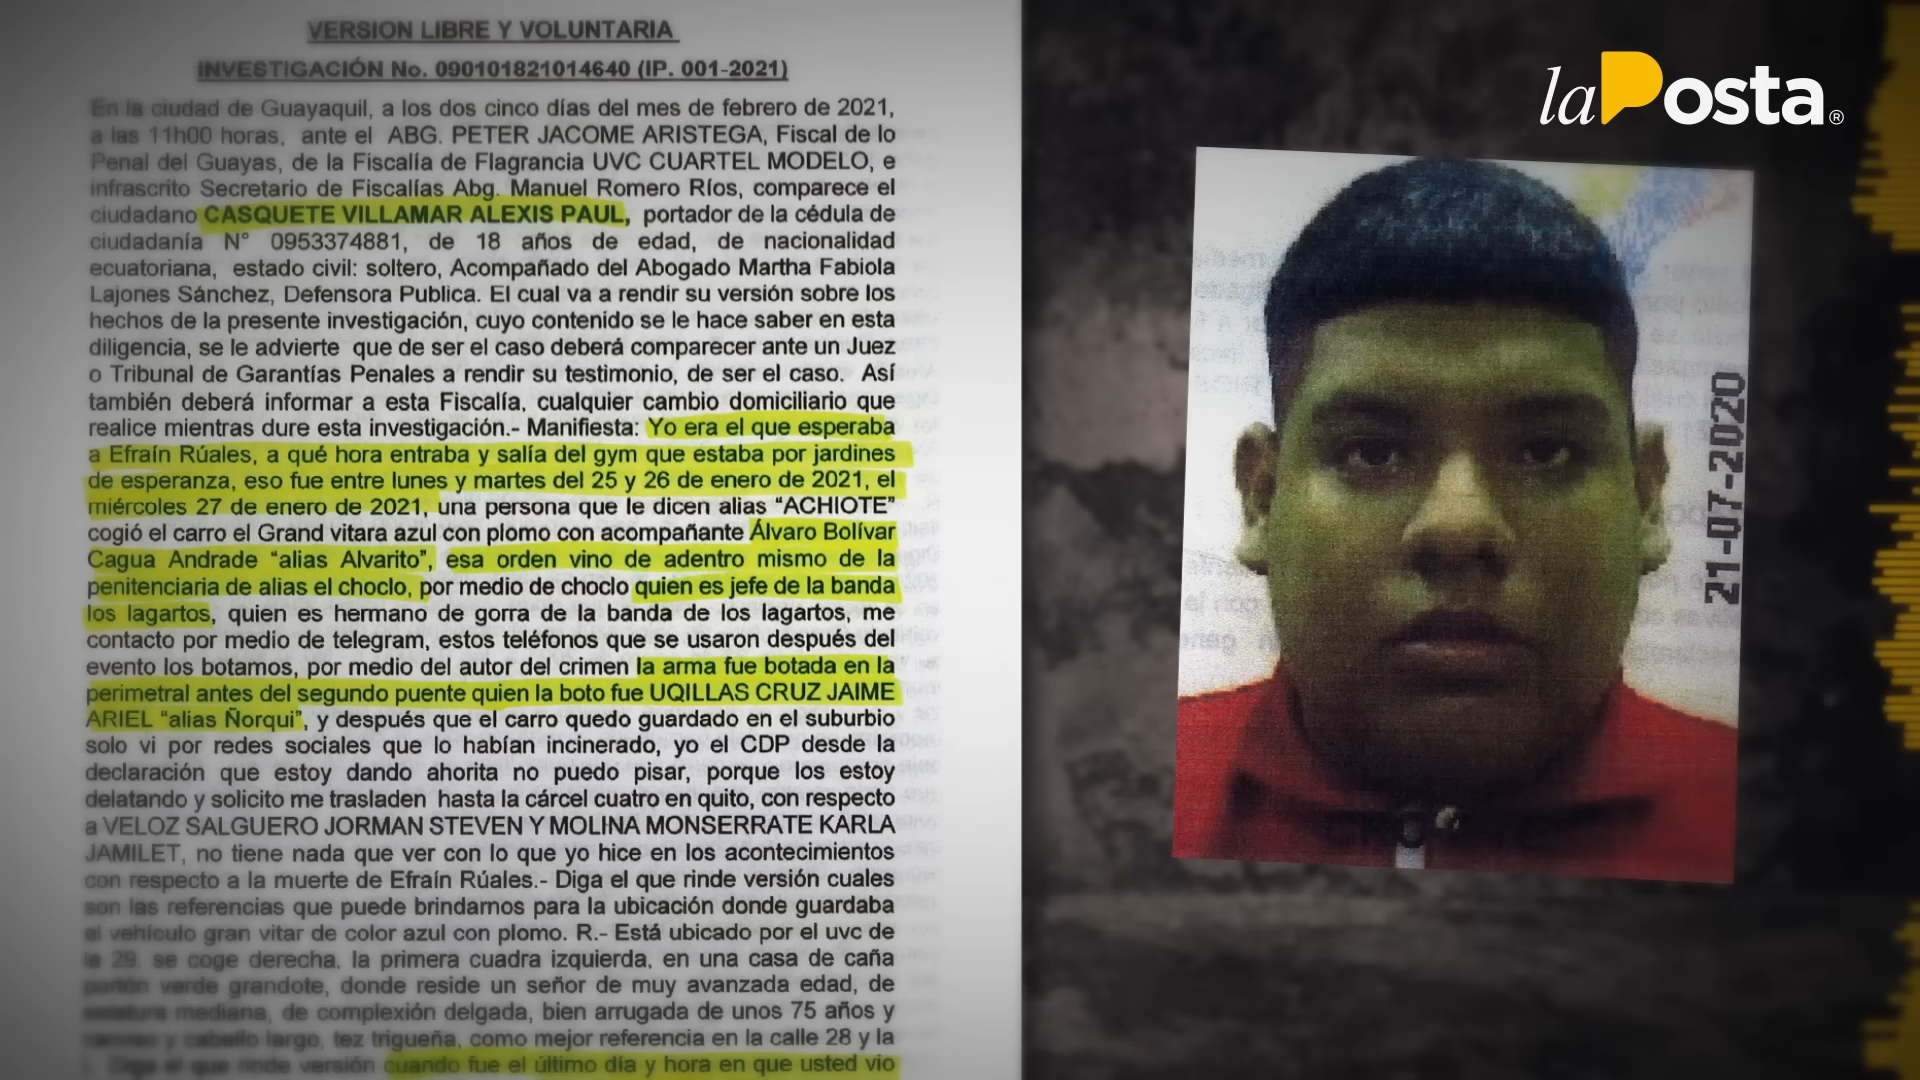 VERSION LIBRE Y VOLUNTARIA
INVESTIGACIÓN No. 090101821014640 (IP. 001-2021)
En la ciudad de Guayaquil, a los dos cinco días del mes de febrero de 2021,
a las 11h00 horas, ante el ABG. PETER JACOME ARISTEGA, Fiscal de lo
Penal del Guayas, de la Fiscalía de Flagrancia UVC CUARTEL MODELO, e
infrascrito Secretario de Fiscalías Abg. Manuel Romero Ríos, comparece el
ciudadano CASQUETE VILLAMAR ALEXIS PAUL, portador de la cédula de
ciudadanía N° 0953374881, de 18 años de edad, de nacionalidad
ecuatoriana, estado civil: soltero, Acompañado del Abogado Martha Fabiola
Lajones Sánchez, Defensora Publica. El cual va a rendir su versión sobre los
hechos de la presente investigación, cuyo contenido se le hace saber en esta
diligencia, se le advierte que de ser el caso deberá comparecer ante un Juez
o Tribunal de Garantías Penales a rendir su testimonio, de ser el caso. Así
también deberá informar a esta Fiscalía, cualquier cambio domiciliario que
realice mientras dure esta investigación.- Manifiesta: Yo era el que esperaba
a Efraín Rúales, a qué hora entraba y salía del gym que estaba por jardines
de esperanza, eso fue entre lunes y martes del 25 y 26 de enero de 2021, el
miércoles 27 de enero de 2021, una persona que le dicen alias “ACHIOTE”
cogió el carro el Grand vitara azul con plomo con acompañante Álvaro Bolívar
Cagua Andrade “alias Alvarito”, esa orden vino de adentro mismo de la
penitenciaria de alias el choclo, por medio de choclo quien es jefe de la banda
los lagartos, quien es hermano de gorra de la banda de los lagartos, me
contacto por medio de telegram, estos teléfonos que se usaron después del
evento los botamos, por medio del autor del crimen la arma fue botada en la
perimetral antes del segundo puente quien la boto fue UQILLAS CRUZ JAIME
ARIEL “alias Ñorqui”, y después que el carro quedo guardado en el suburbio
solo vi por redes sociales que lo habían incinerado, yo el CDP desde la
declaración que estoy dando ahorita no puedo pisar, porque los estoy
delatando y solicito me trasladen hasta la cárcel cuatro en quito, con respecto
a VELOZ SALGUERO JORMAN STEVEN Y MOLINA MONSERRATE KARLA
JAMILET, no tiene nada que ver con lo que yo hice en los acontecimientos
con respecto a la muerte de Efraín Rúales.- Diga el que rinde versión cuales
son las referencias que puede brindarnos para la ubicación donde guardaba
el vehículo gran vitar de color azul con plomo. R.- Está ubicado por el uvc de
la 29, se coge derecha, la primera cuadra izquierda, en una casa de caña
portón verde grandote, donde reside un señor de muy avanzada edad, de
estatura mediana, de complexión delgada, bien arrugada de unos 75 años y
canoso y cabello largo, tez trigueña, como mejor referencia en la calle 28 y la
Diga el que rinde versión cuando fue el último día y hora en que usted vio
laPosta®
21-07-2020